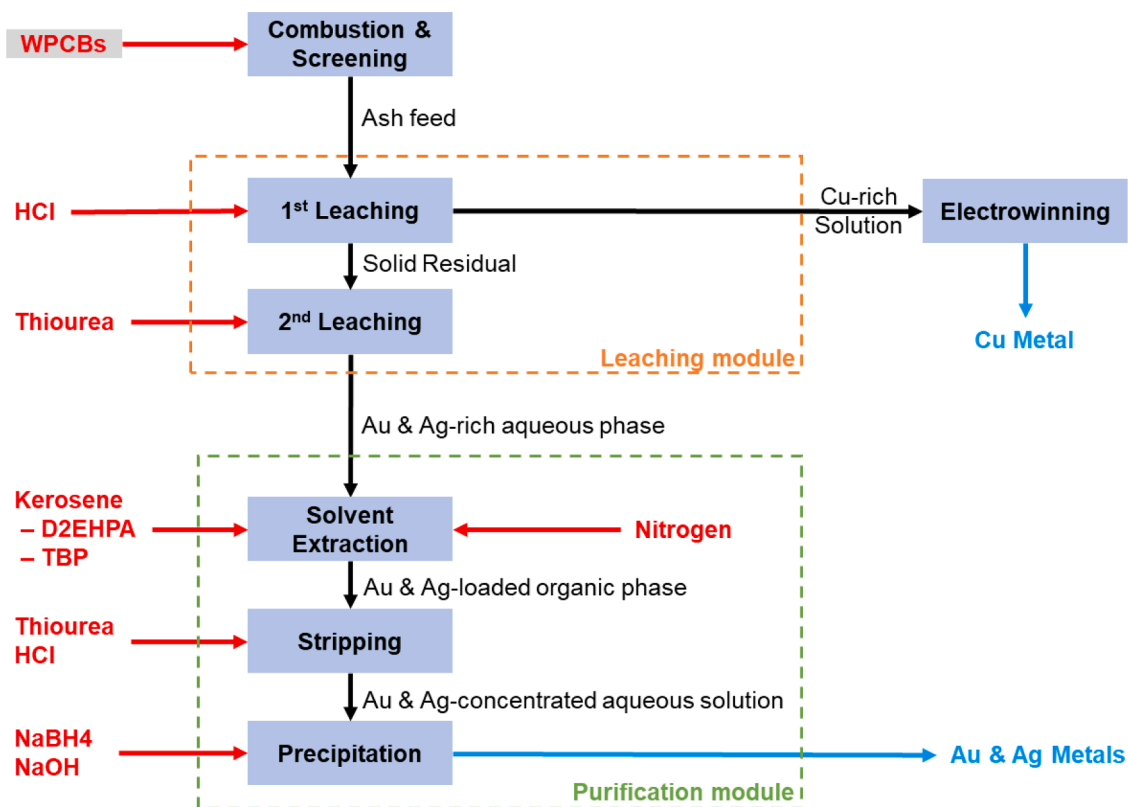 WPCBs
Combustion &
Screening
Ash feed
HCl
1st Leaching
Cu-rich
Solution
Electrowinning
Solid Residual
Thiourea
2nd Leaching
Cu Metal
Leaching module
Au & Ag-rich aqueous phase
Kerosene
– D2EHPA
– TBP
Solvent
Extraction
Nitrogen
Au & Ag-loaded organic phase
Thiourea
HCl
Stripping
Au & Ag-concentrated aqueous solution
NaBH4
NaOH
Precipitation
Au & Ag Metals
Purification module